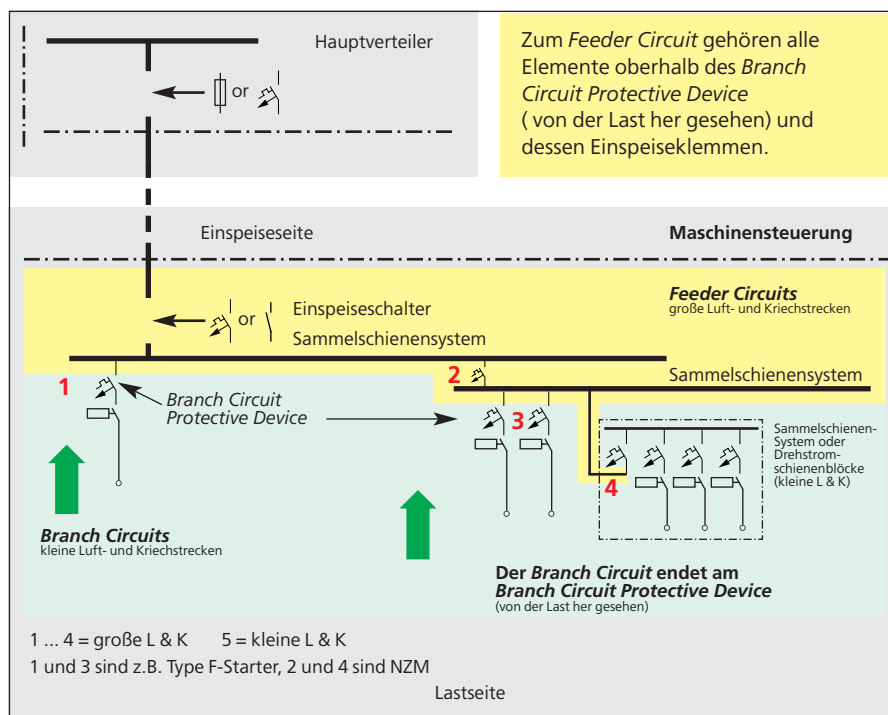 Hauptverteiler
or
Zum Feeder Circuit gehören alle
Elemente oberhalb des Branch
Circuit Protective Device
( von der Last her gesehen) und
dessen Einspeiseklemmen.
Einspeiseseite
Maschinensteuerung
Feeder Circuits
große Luft- und Kriechstrecken
or
Einspeiseschalter
Sammelschienensystem
1
2
Sammelschienensystem
Branch Circuit
Protective Device
3
4
Sammelschienen-
System oder
Drehstrom-
schienenblöcke
(kleine L & K)
Branch Circuits
kleine Luft- und Kriechstrecken
Der Branch Circuit endet am
Branch Circuit Protective Device
(von der Last her gesehen)
1 ... 4 = große L & K 5 = kleine L & K
1 und 3 sind z.B. Type F-Starter, 2 und 4 sind NZM
Lastseite